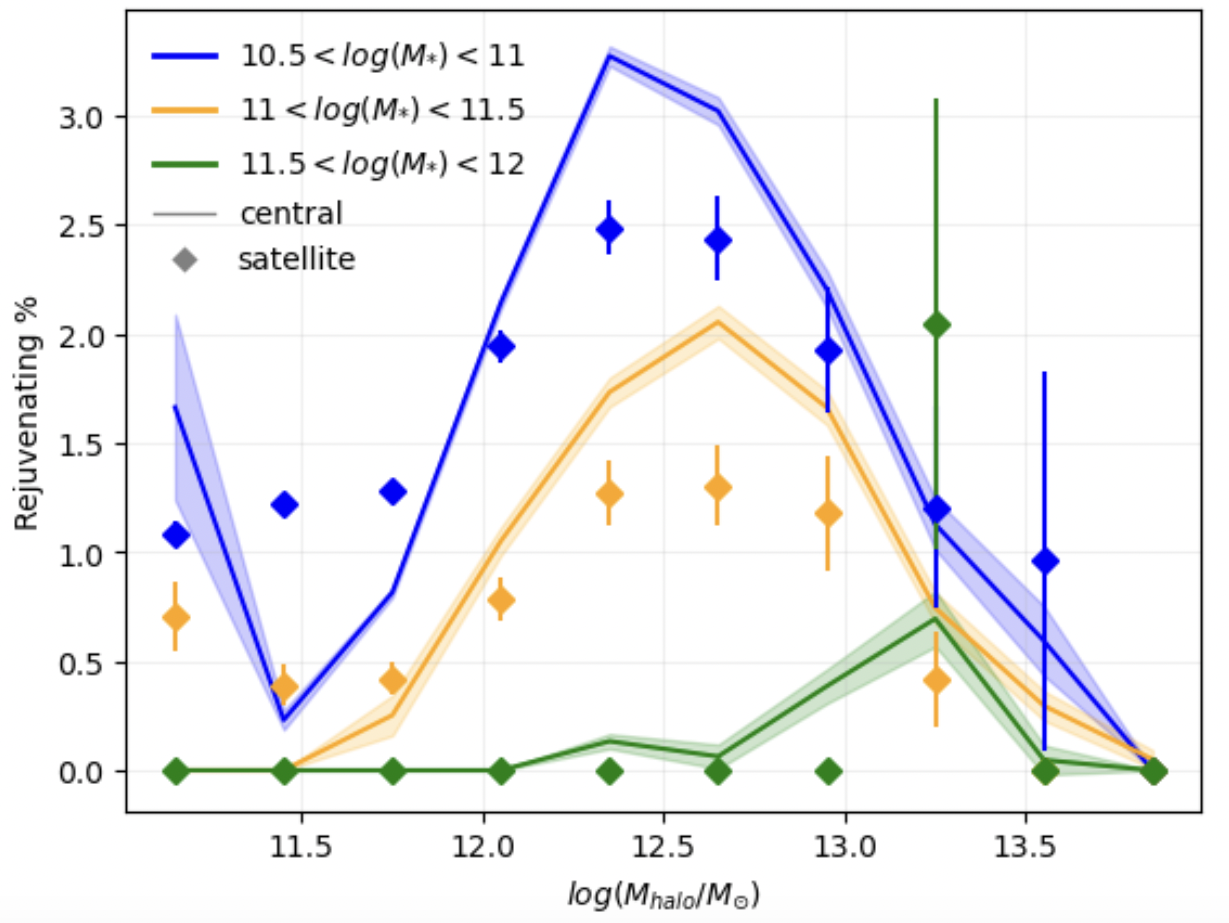 10.5 < log(M*) < 11
11 < log(M*) < 11.5
11.5 < log(M*) < 12
central
satellite
Rejuvenating %
3.0
2.5
2.0
1.5
1.0
0.5
0.0
11.5 12.0 12.5 13.0 13.5
log(M_halo/M_⊙)